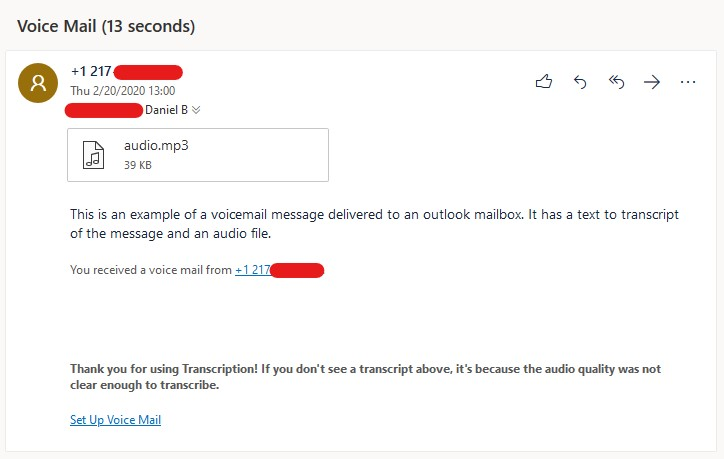 Voice Mail (13 seconds)
+1 217
Thu 2/20/2020 13:00
Daniel B
audio.mp3
39 KB
This is an example of a voicemail message delivered to an outlook mailbox. It has a text to transcript
of the message and an audio file.
You received a voice mail from +1 217
Thank you for using Transcription! If you don't see a transcript above, it's because the audio quality was not
clear enough to transcribe.
Set Up Voice Mail